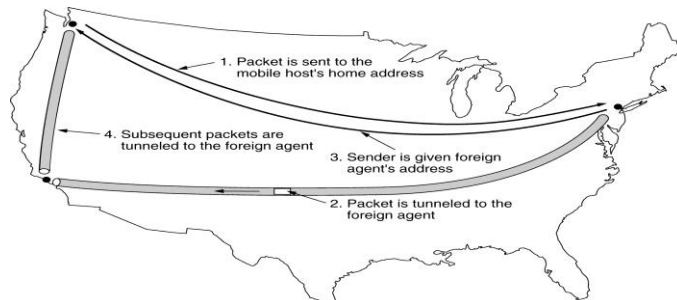 1. Packet is sent to the
mobile host's home address
4. Subsequent packets are
tunneled to the foreign agent
3. Sender is given foreign
agent's address
2. Packet is tunneled to the
foreign agent